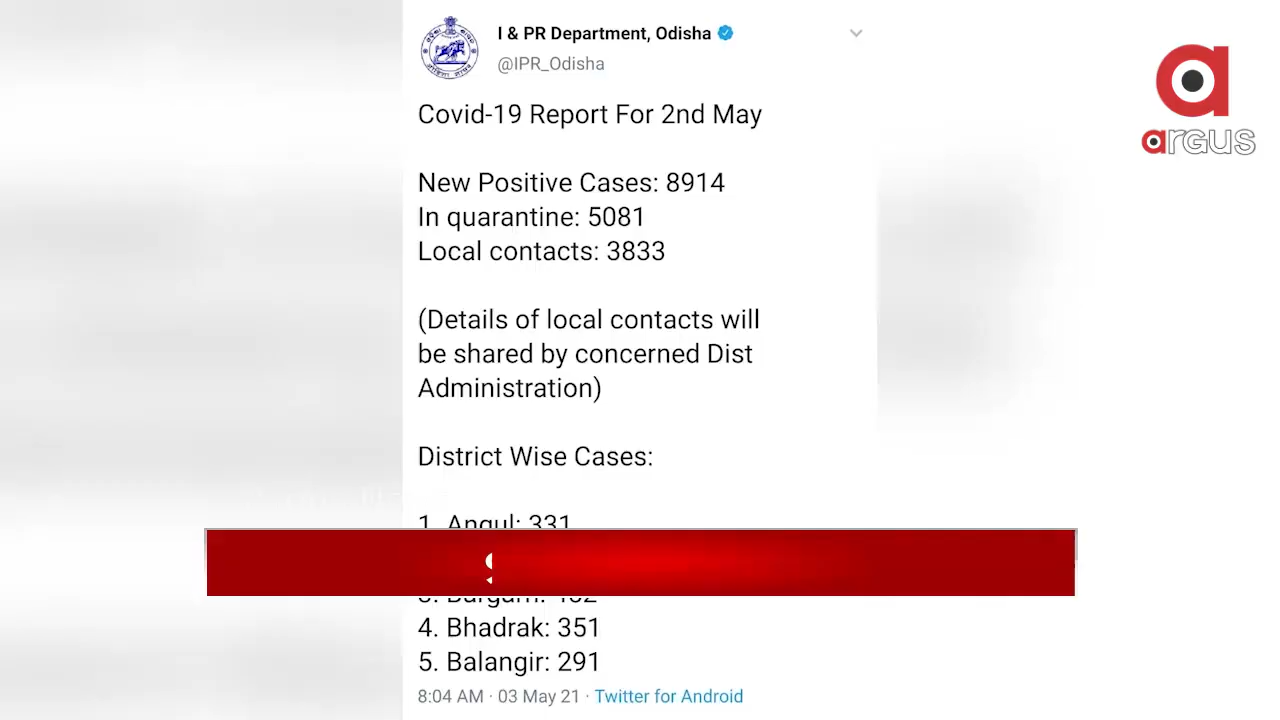 I & PR Department, Odisha
@IPR_Odisha
argus
Covid-19 Report For 2nd May
New Positive Cases: 8914
In quarantine: 5081
Local contacts: 3833
(Details of local contacts will
be shared by concerned Dist
Administration)
District Wise Cases:
1. Angul: 331
4. Bhadrak: 351
5. Balangir: 291
8:04 AM · 03 May 21 · Twitter for Android